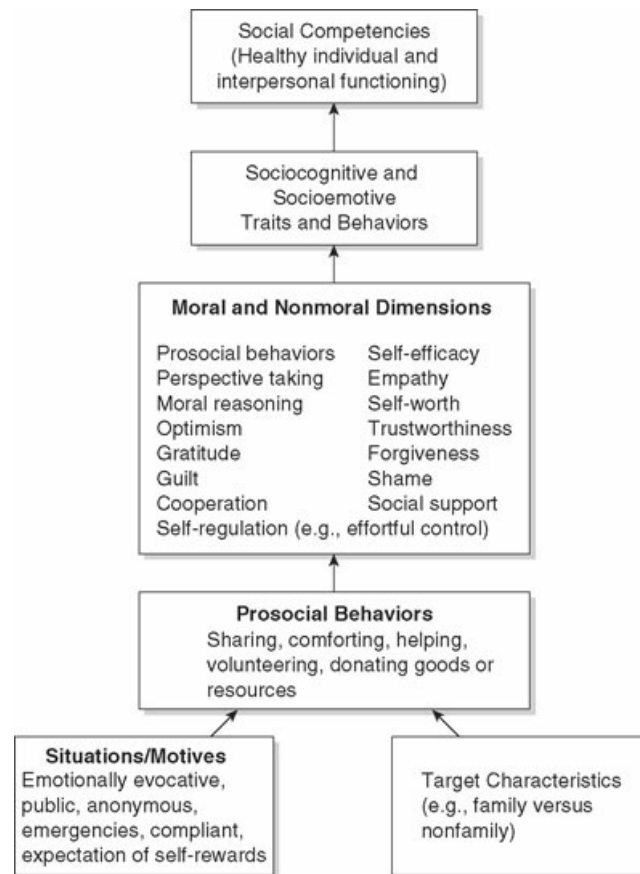 Social Competencies
(Healthy individual and
interpersonal functioning)
Sociocognitive and
Socioemotive
Traits and Behaviors
Moral and Nonmoral Dimensions
Prosocial behaviors Self-efficacy
Perspective taking Empathy
Moral reasoning Self-worth
Optimism Trustworthiness
Gratitude Forgiveness
Guilt Shame
Cooperation Social support
Self-regulation (e.g., effortful control)
Prosocial Behaviors
Sharing, comforting, helping,
volunteering, donating goods or
resources
Situations/Motives
Emotionally evocative,
public, anonymous,
emergencies, compliant,
expectation of self-rewards
Target Characteristics
(e.g., family versus
nonfamily)